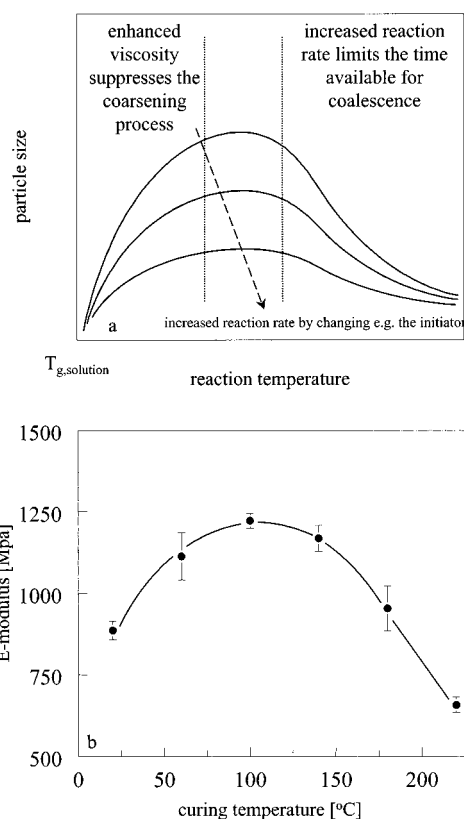 enhanced
viscosity
suppresses the
coarsening
process
increased reaction
rate limits the time
available for
coalescence
particle size
a
increased reaction rate by changing e.g. the initiator
Tg,solution
reaction temperature
1500
1250
1000
750
500
E-modulus [Mpa]
b
0
50
100
150
200
curing temperature [°C]